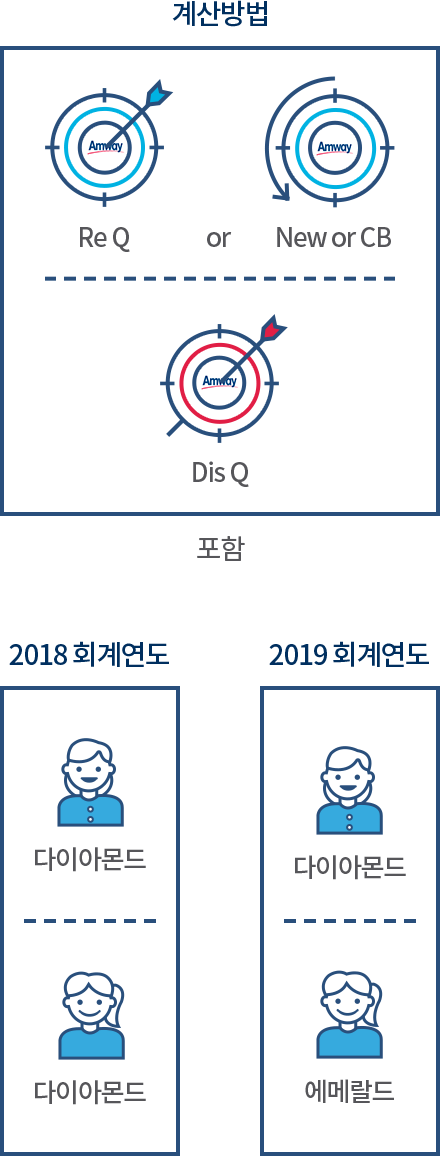 계산방법
Amway Amway
Re Q or New or CB
Amway
Dis Q
포함
2018 회계연도 2019 회계연도
다이아몬드 다이아몬드
다이아몬드 에메랄드